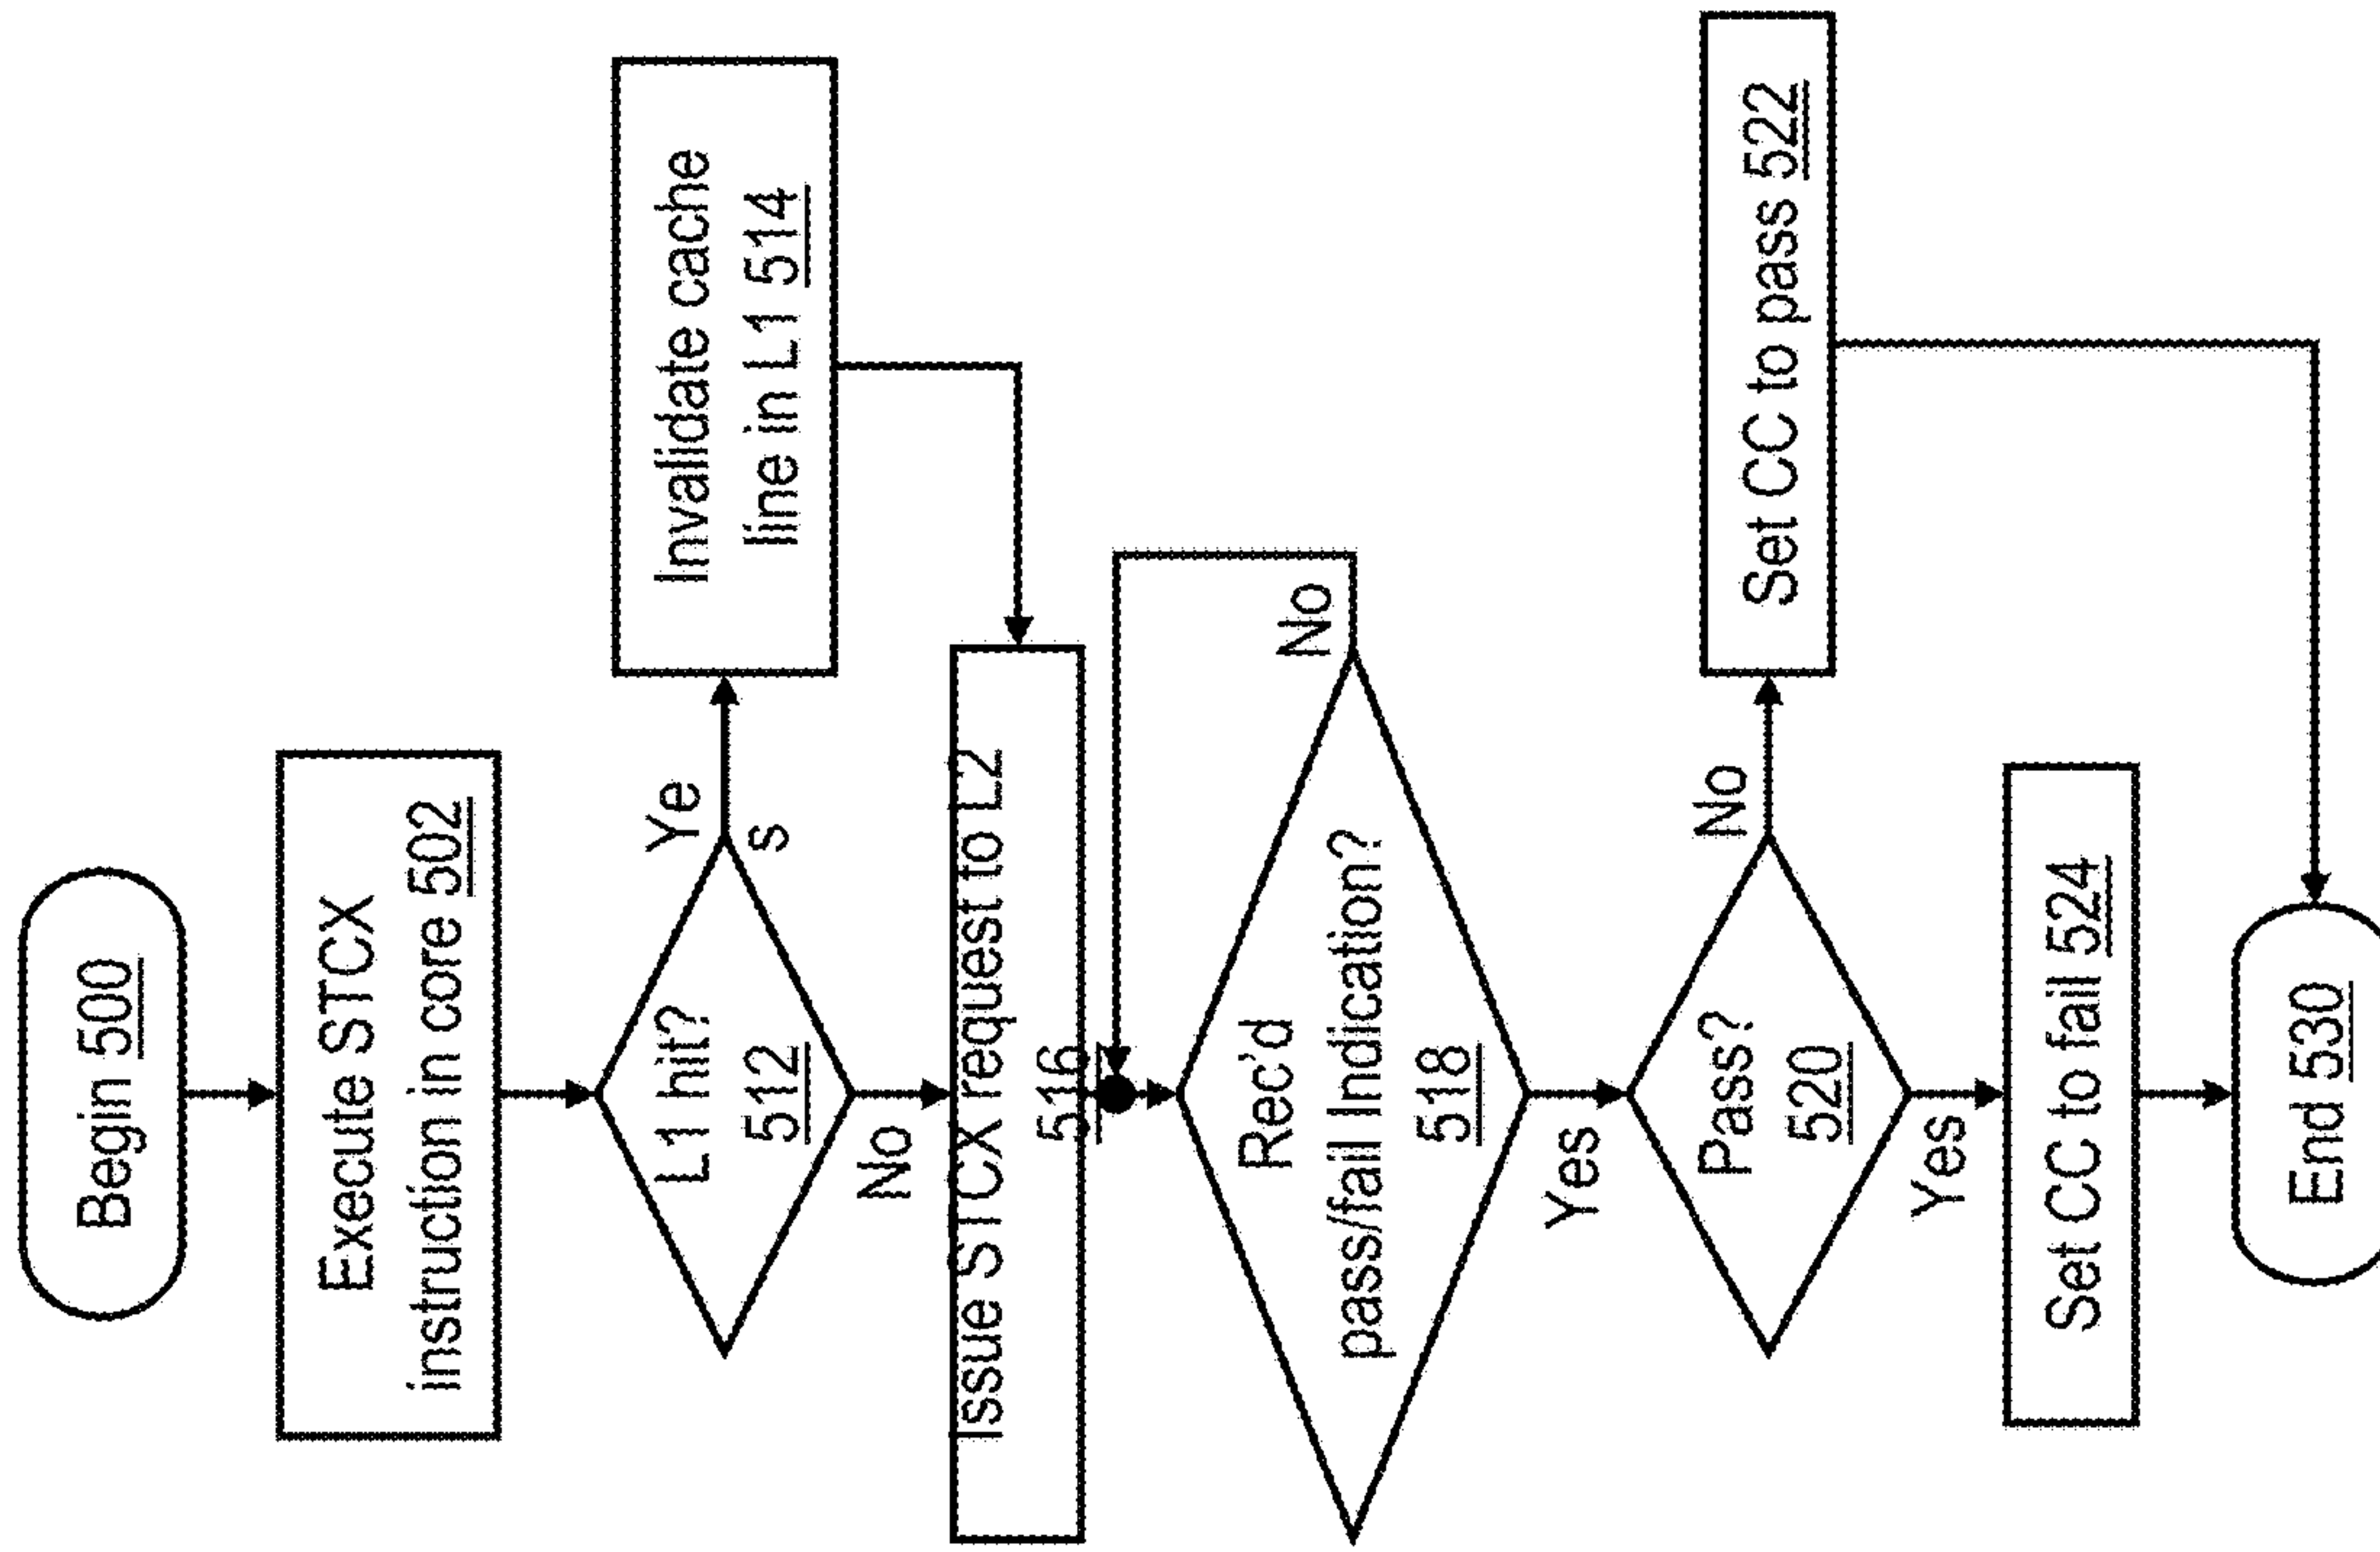 Begin 500
Execute STCX
instruction in core 502
L1 hit?
512
Ye
s
Invalidate cache
line in L1 514
No
Issue STCX request to L2
516
Rec'd
pass/fail Indication?
518
No
Yes
Pass?
520
No
Set CC to pass 522
Yes
Set CC to fail 524
End 530